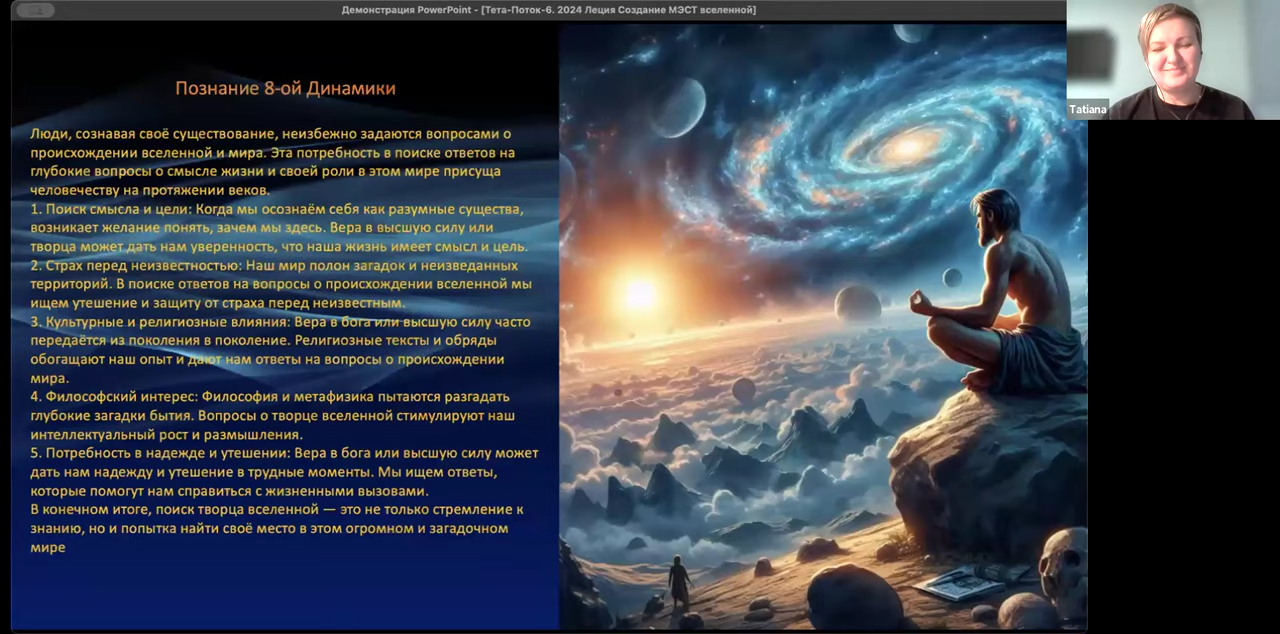 Демонстрация PowerPoint - [Тета-Поток-6. 2024 Леция Создание МЭСТ вселенной]
Tatiana
Познание 8-ой Динамики
Люди, сознавая своё существование, неизбежно задаются вопросами о
происхождении вселенной и мира. Эта потребность в поиске ответов на
глубокие вопросы о смысле жизни и своей роли в этом мире присуща
человечеству на протяжении веков.
1. Поиск смысла и цели: Когда мы осознаём себя как разумные существа,
возникает желание понять, зачем мы здесь. Вера в высшую силу или
творца может дать нам уверенность, что наша жизнь имеет смысл и цель.
2. Страх перед неизвестностью: Наш мир полон загадок и неизведанных
территорий. В поиске ответов на вопросы о происхождении вселенной мы
ищем утешение и защиту от страха перед неизвестным.
3. Культурные и религиозные влияния: Вера в бога или высшую силу часто
передаётся из поколения в поколение. Религиозные тексты и обряды
обогащают наш опыт и дают нам ответы на вопросы о происхождении
мира.
4. Философский интерес: Философия и метафизика пытаются разгадать
глубокие загадки бытия. Вопросы о творце вселенной стимулируют наш
интеллектуальный рост и размышления.
5. Потребность в надежде и утешении: Вера в бога или высшую силу может
дать нам надежду и утешение в трудные моменты. Мы ищем ответы,
которые помогут нам справиться с жизненными вызовами.
В конечном итоге, поиск творца вселенной — это не только стремление к
знанию, но и попытка найти своё место в этом огромном и загадочном
мире